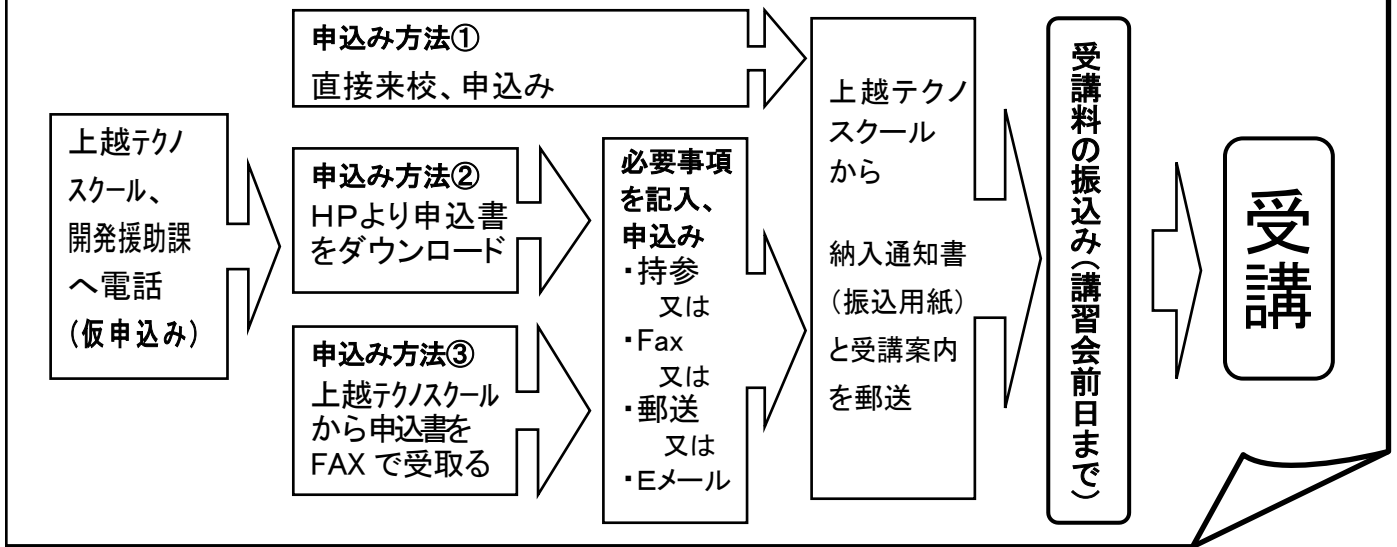 上越テクノ
スクール、
開発援助課
へ電話
(仮申込み)
申込み方法①
直接来校、申込み
申込み方法②
HPより申込書
をダウンロード
申込み方法③
上越テクノスクール
から申込書を
FAX で受取る
必要事項
を記入、
申込み
・持参
又は
・Fax
又は
・郵送
又は
・Eメール
上越テクノ
スクール
から
納入通知書
(振込用紙)
と受講案内
を郵送
受講料の振込み(講習会前日まで)
受講